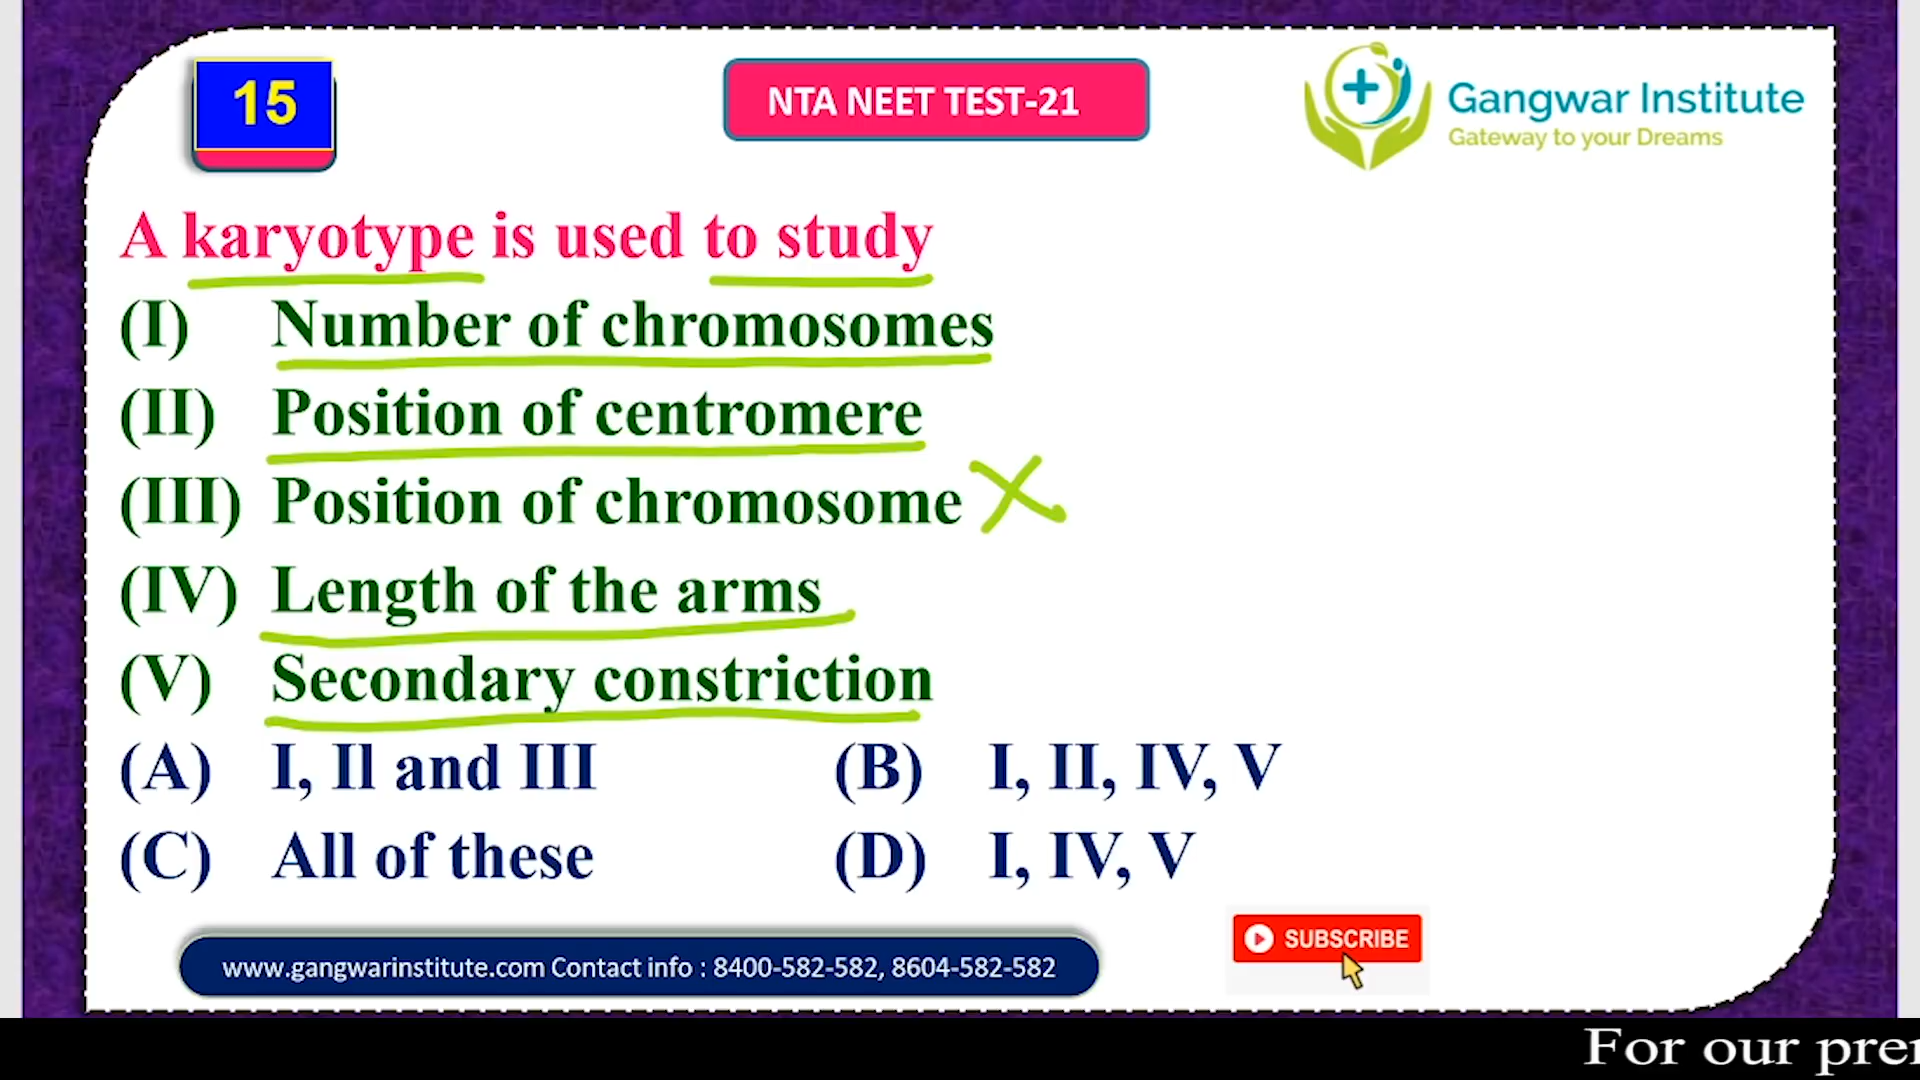 15
NTA NEET TEST-21
Gangwar Institute
Gateway to your Dreams
A karyotype is used to study
(I) Number of chromosomes
(II) Position of centromere
(III) Position of chromosome
(IV) Length of the arms
(V) Secondary constriction
(A) I, Il and III (B) I, II, IV, V
(C) All of these (D) I, IV, V
www.gangwarinstitute.com Contact info : 8400-582-582, 8604-582-582
SUBSCRIBE
For our